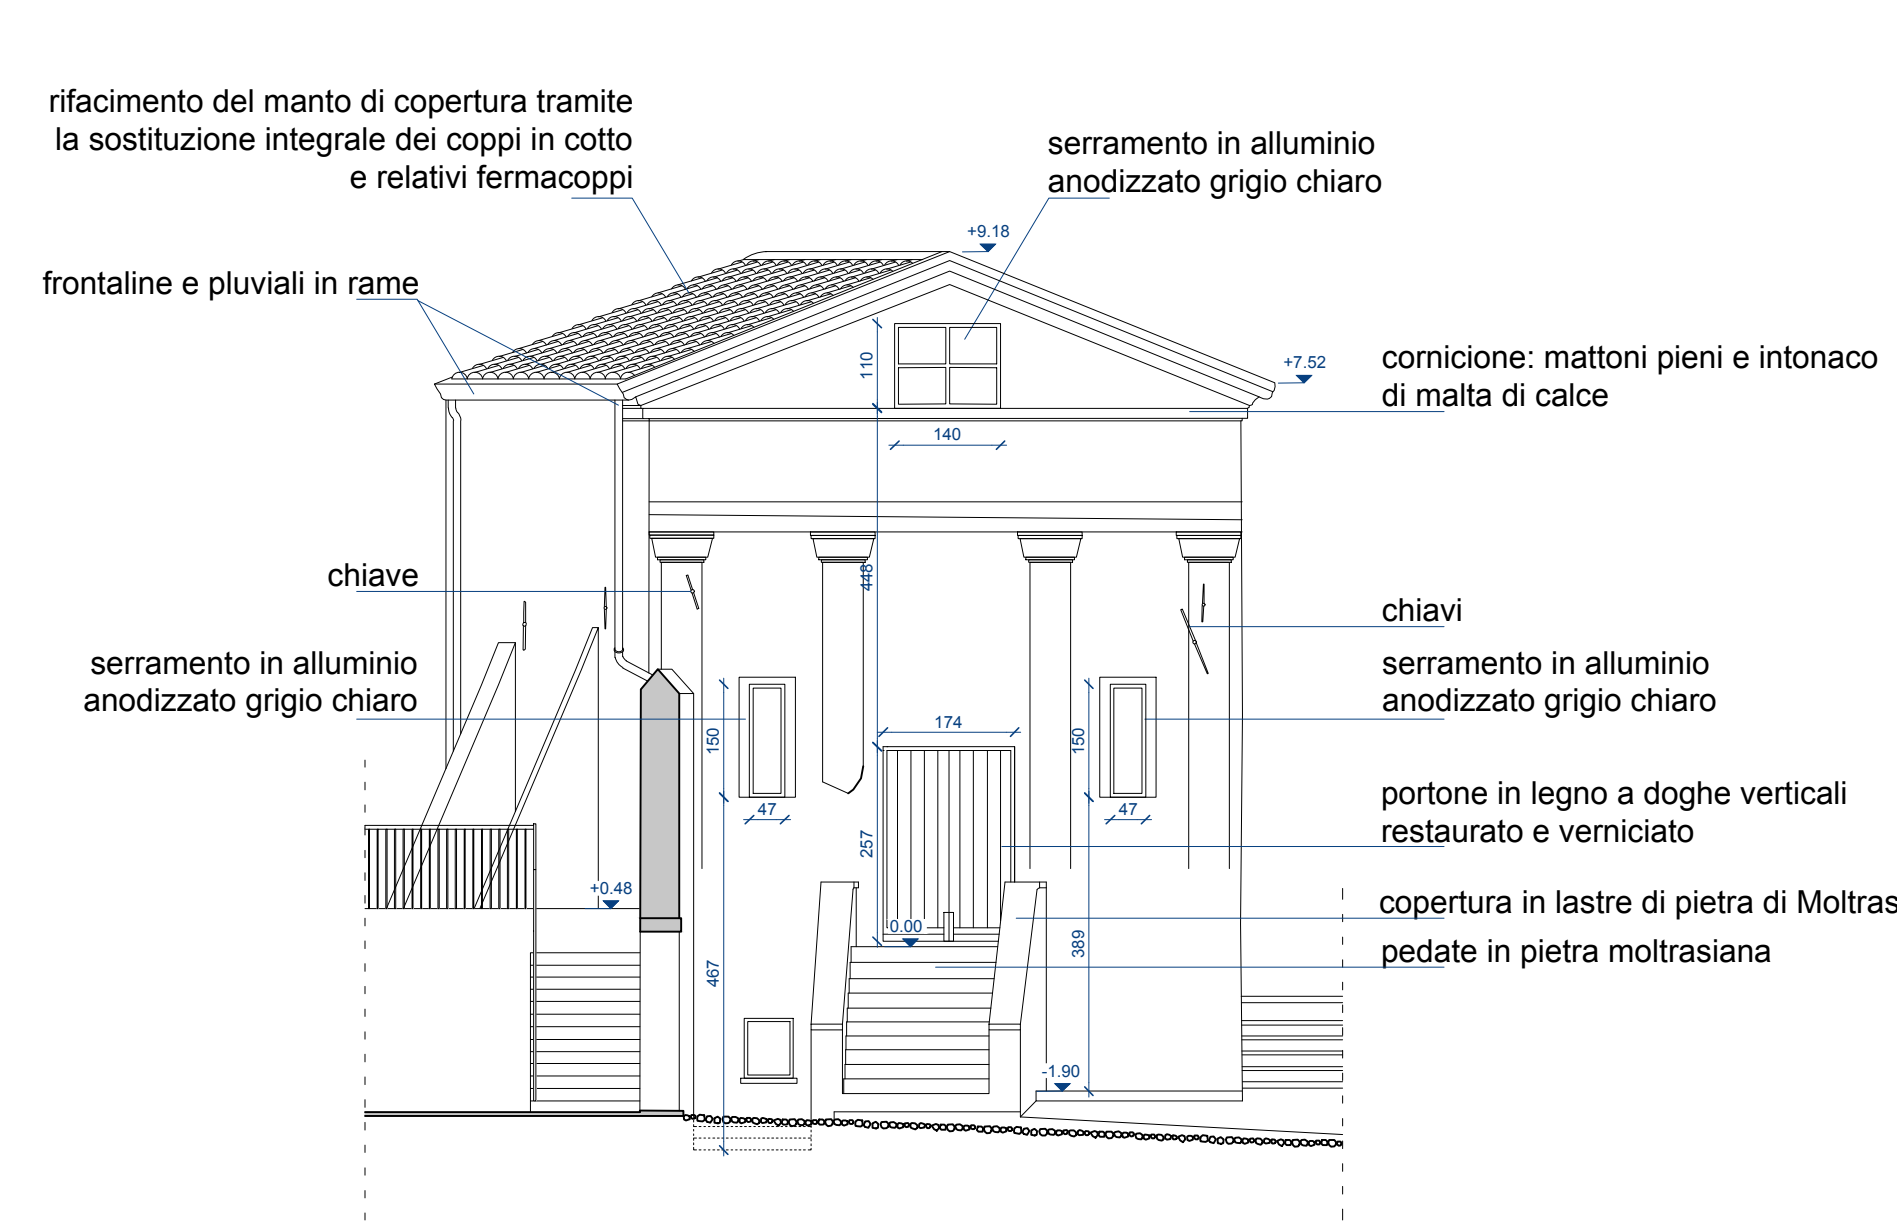 rifacimento del manto di copertura tramite
la sostituzione integrale dei coppi in cotto
e relativi fermacoppi
serramento in alluminio
anodizzato grigio chiaro
+9.18
frontaline e pluviali in rame
+7.52
cornicione: mattoni pieni e intonaco
di malta di calce
110
140
chiave
448
chiavi
serramento in alluminio
anodizzato grigio chiaro
serramento in alluminio
anodizzato grigio chiaro
150
174
150
47
47
portone in legno a doghe verticali
restaurato e verniciato
257
+0.48
copertura in lastre di pietra di Moltras
0.00
389
pedate in pietra moltrasiana
467
-1.90